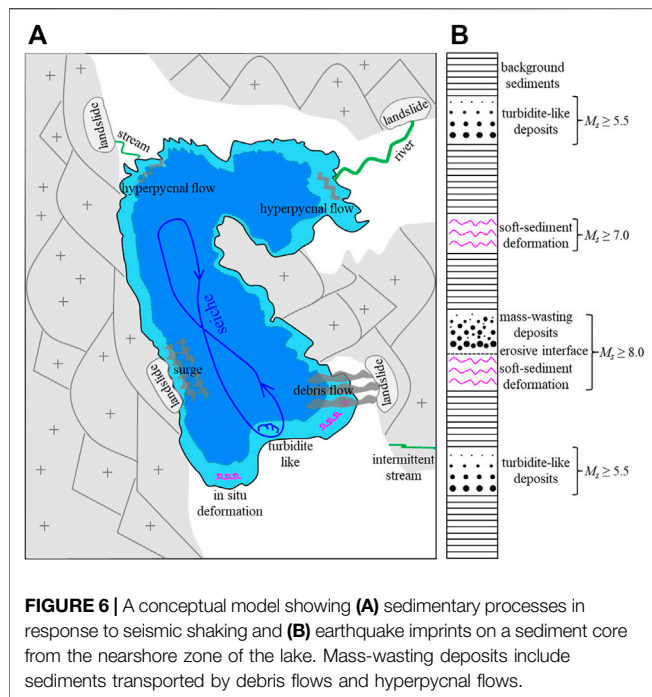 A
B
landslide
stream
hyperpycnal flow
landslide
river
hyperpycnal flow
seiche
surge
landslide
debris flow
landslide
turbidite
like
in situ
deformation
intermittent
stream
background
sediments
turbidite-like
deposits
Ms ≥ 5.5
soft-sediment
deformation
Ms ≥ 7.0
mass-wasting
deposits
erosive interface
soft-sediment
deformation
Ms ≥ 8.0
turbidite-like
deposits
Ms ≥ 5.5
FIGURE 6 | A conceptual model showing (A) sedimentary processes in
response to seismic shaking and (B) earthquake imprints on a sediment core
from the nearshore zone of the lake. Mass-wasting deposits include
sediments transported by debris flows and hyperpycnal flows.